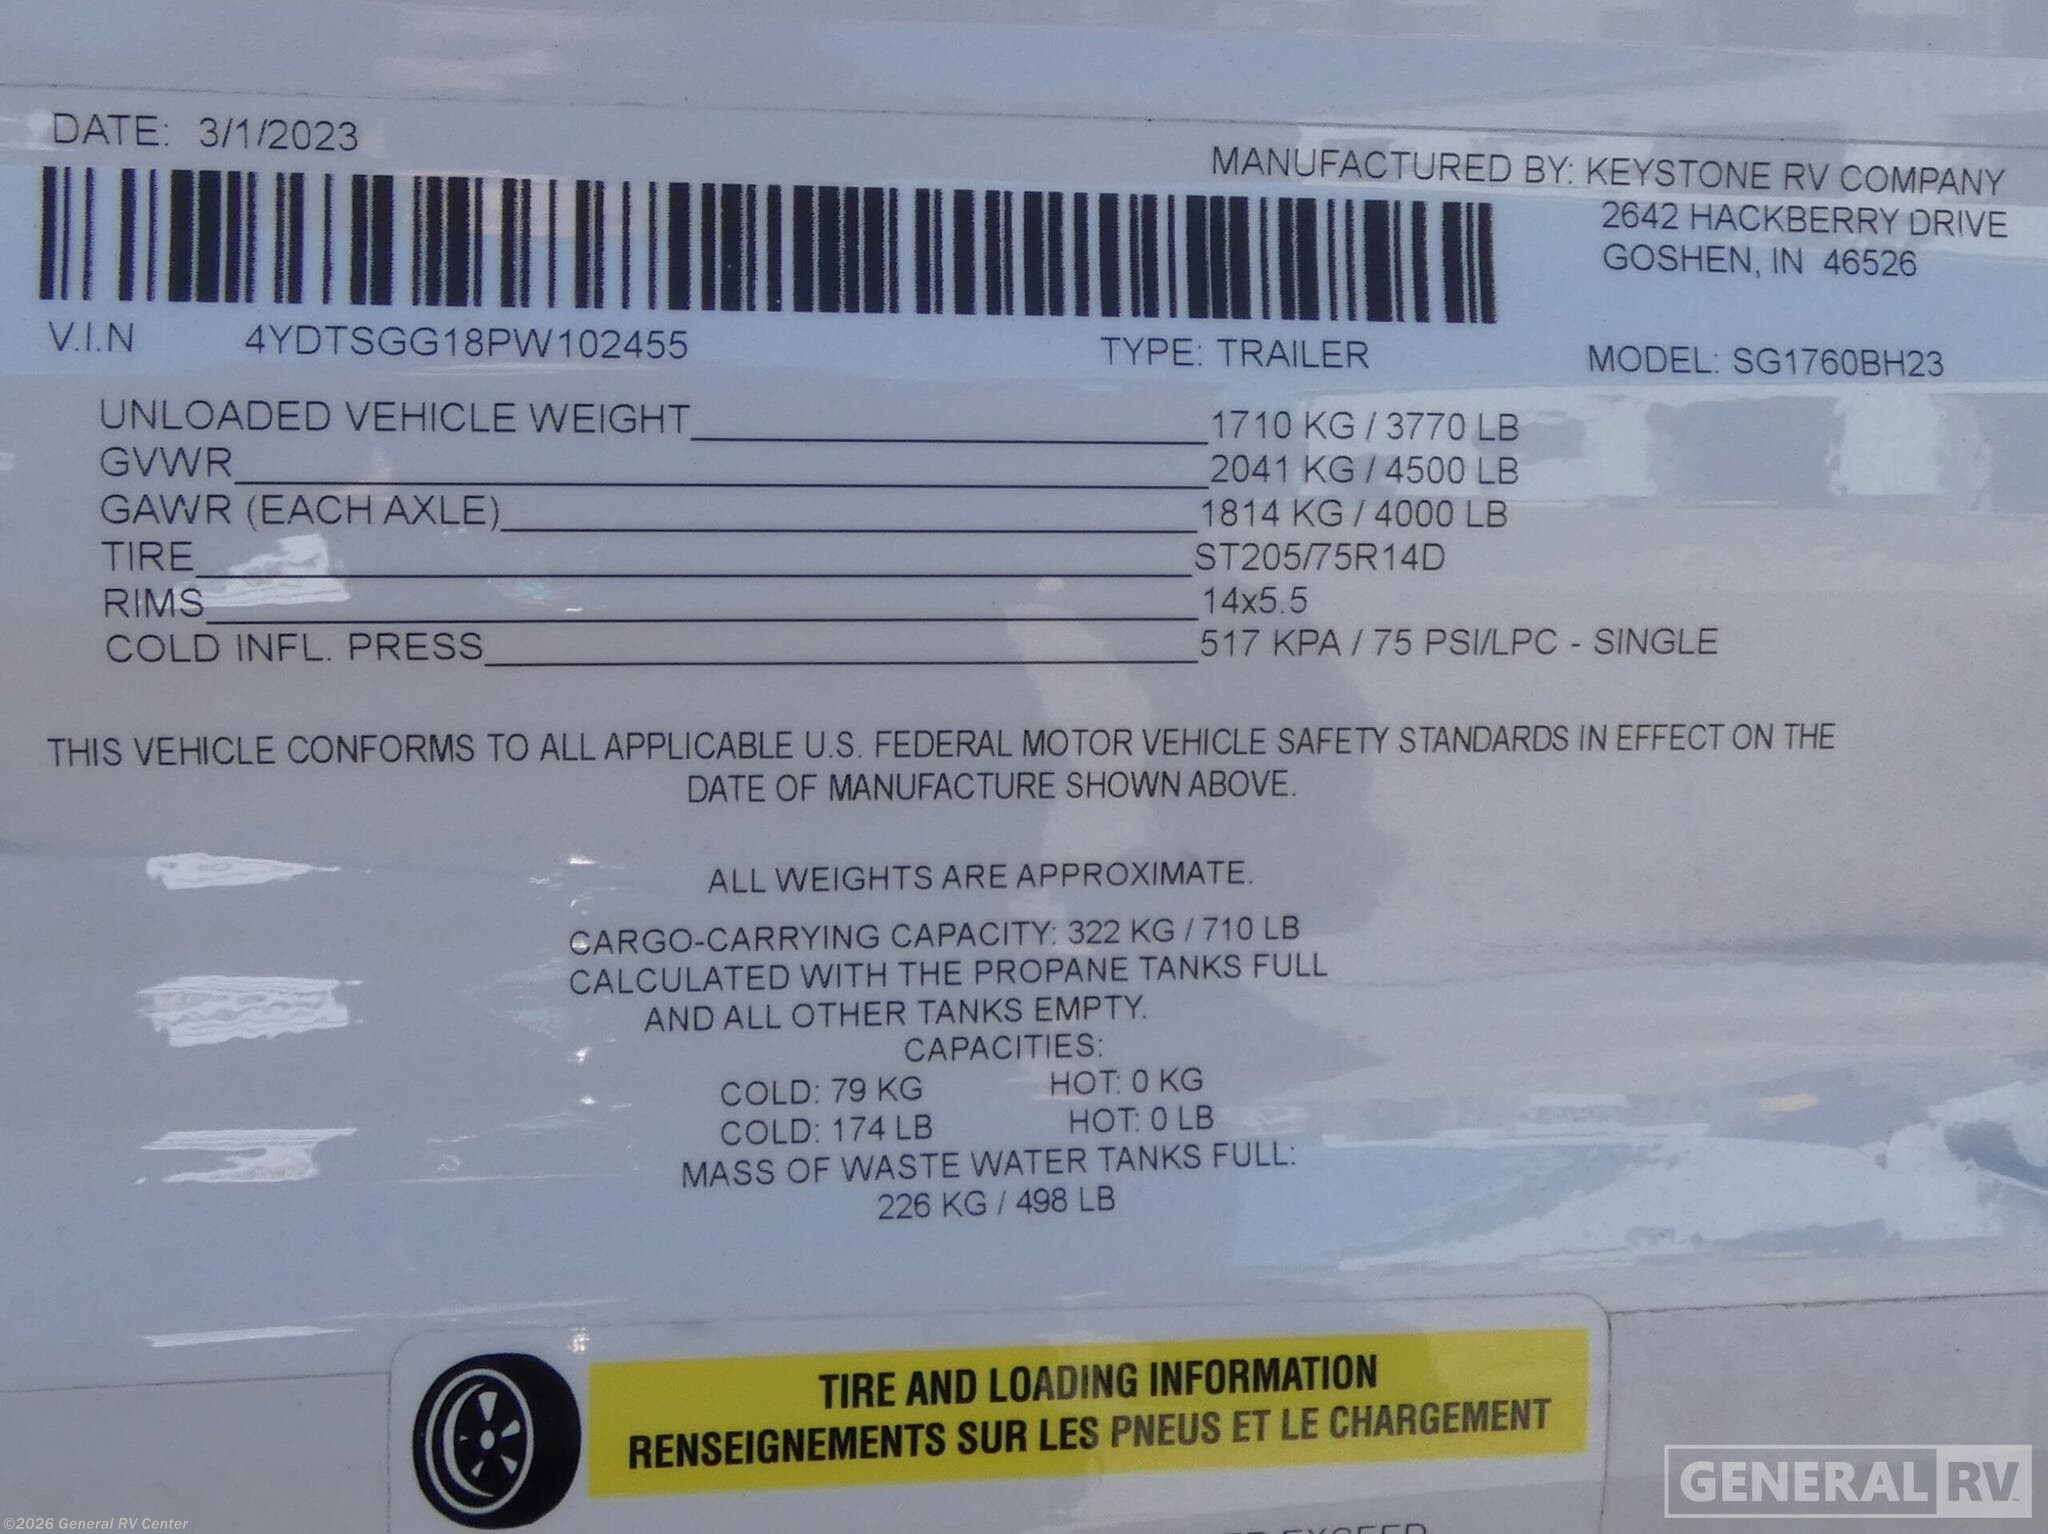 DATE: 3/1/2023
MANUFACTURED BY: KEYSTONE RV COMPANY
2642 HACKBERRY DRIVE
GOSHEN, IN 46526
V.I.N 4YDTSGG18PW102455 TYPE: TRAILER MODEL: SG1760BH23
UNLOADED VEHICLE WEIGHT 1710 KG / 3770 LB
GVWR 2041 KG / 4500 LB
GAWR (EACH AXLE) 1814 KG / 4000 LB
TIRE ST205/75R14D
RIMS 14x5.5
COLD INFL. PRESS 517 KPA / 75 PSI/LPC - SINGLE
THIS VEHICLE CONFORMS TO ALL APPLICABLE U.S. FEDERAL MOTOR VEHICLE SAFETY STANDARDS IN EFFECT ON THE
DATE OF MANUFACTURE SHOWN ABOVE.
ALL WEIGHTS ARE APPROXIMATE.
CARGO-CARRYING CAPACITY: 322 KG / 710 LB
CALCULATED WITH THE PROPANE TANKS FULL
AND ALL OTHER TANKS EMPTY.
CAPACITIES:
COLD: 79 KG HOT: 0 KG
COLD: 174 LB HOT: 0 LB
MASS OF WASTE WATER TANKS FULL:
226 KG / 498 LB
TIRE AND LOADING INFORMATION
RENSEIGNEMENTS SUR LES PNEUS ET LE CHARGEMENT
GENERAL RV
©2026 General RV Center